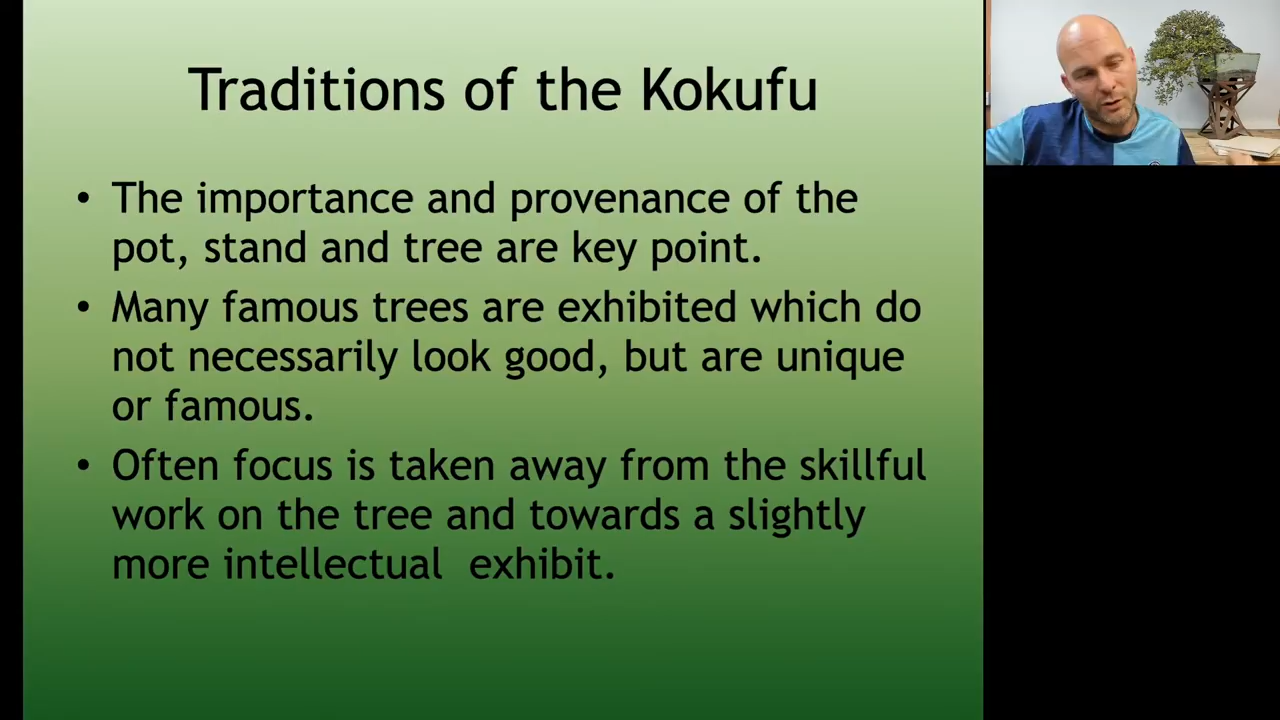 Traditions of the Kokufu
• The importance and provenance of the
pot, stand and tree are key point.
• Many famous trees are exhibited which do
not necessarily look good, but are unique
or famous.
• Often focus is taken away from the skillful
work on the tree and towards a slightly
more intellectual  exhibit.